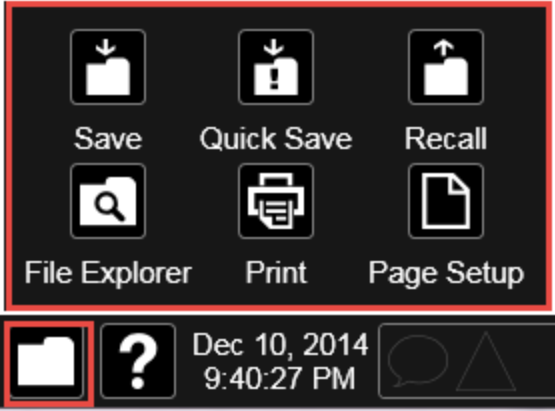 Save Quick Save Recall
File Explorer Print Page Setup
? Dec 10, 2014
9:40:27 PM